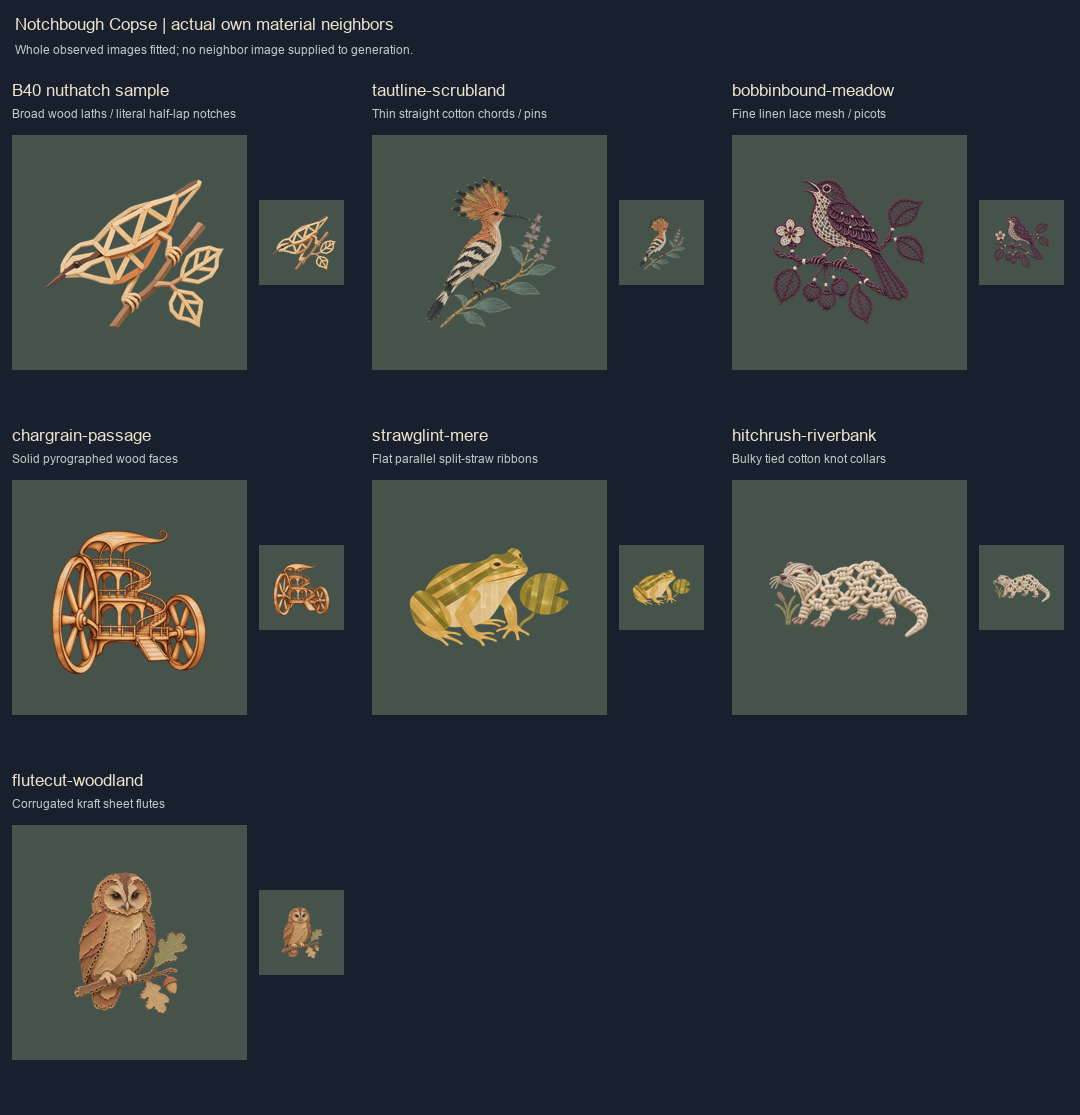 Notchbough Copse | actual own material neighbors
Whole observed images fitted; no neighbor image supplied to generation.
B40 nuthatch sample
Broad wood laths / literal half-lap notches
tautline-scrubland
Thin straight cotton chords / pins
bobbinbound-meadow
Fine linen lace mesh / picots
chargrain-passage
Solid pyrographed wood faces
strawglint-mere
Flat parallel split-straw ribbons
hitchrush-riverbank
Bulky tied cotton knot collars
flutecut-woodland
Corrugated kraft sheet flutes